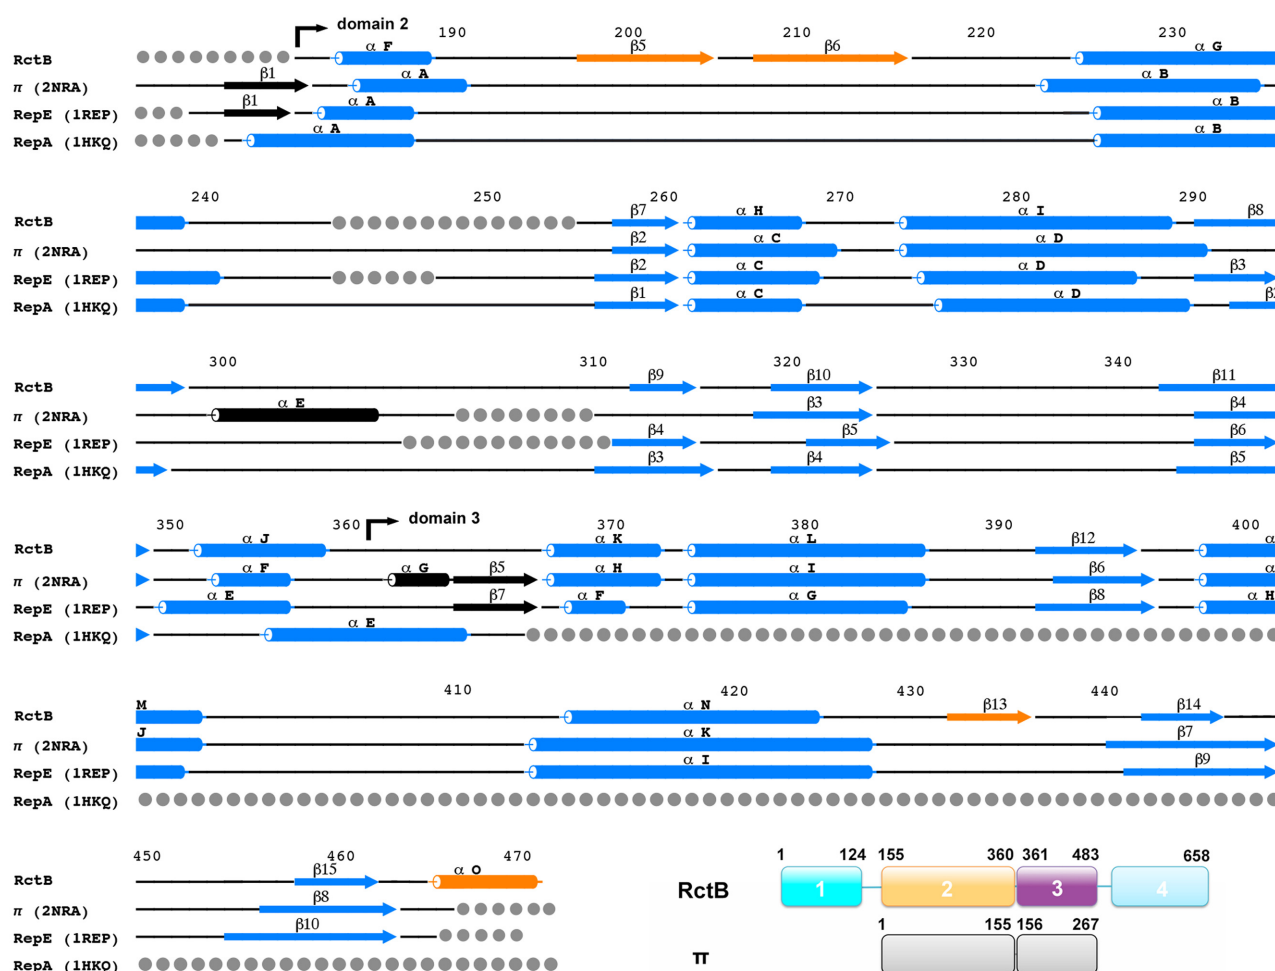 domain 2
190 200 210 220 230
RctB α F β5 β6 α G
π (2NRA) β1 α A α B
RepE (1REP) β1 α A α B
RepA (1HKQ) α A α B
240 250 260 270 280 290
RctB β7 α H α I β8
π (2NRA) β2 α C α D
RepE (1REP) β2 α C α D β3
RepA (1HKQ) β1 α C α D
300 310 320 330 340
RctB β9 β10 β11
π (2NRA) α E β3 β4
RepE (1REP) β4 β5 β6
RepA (1HKQ) β3 β4 β5
350 360 domain 3 370 380 390 400
RctB α J α K α L β12 α
π (2NRA) α F α G β5 α H α I β6 α
RepE (1REP) α E β7 α F α G β8 α H
RepA (1HKQ) α E
410 420 430 440
RctB M α N β13 β14
π (2NRA) J α K β7
RepE (1REP) α I β9
RepA (1HKQ)
450 460 470
RctB β15 α O
π (2NRA) β8
RepE (1REP) β10
RepA (1HKQ)
1 124 155 360 361 483 658
RctB 1 2 3 4
1 155 156 267
π